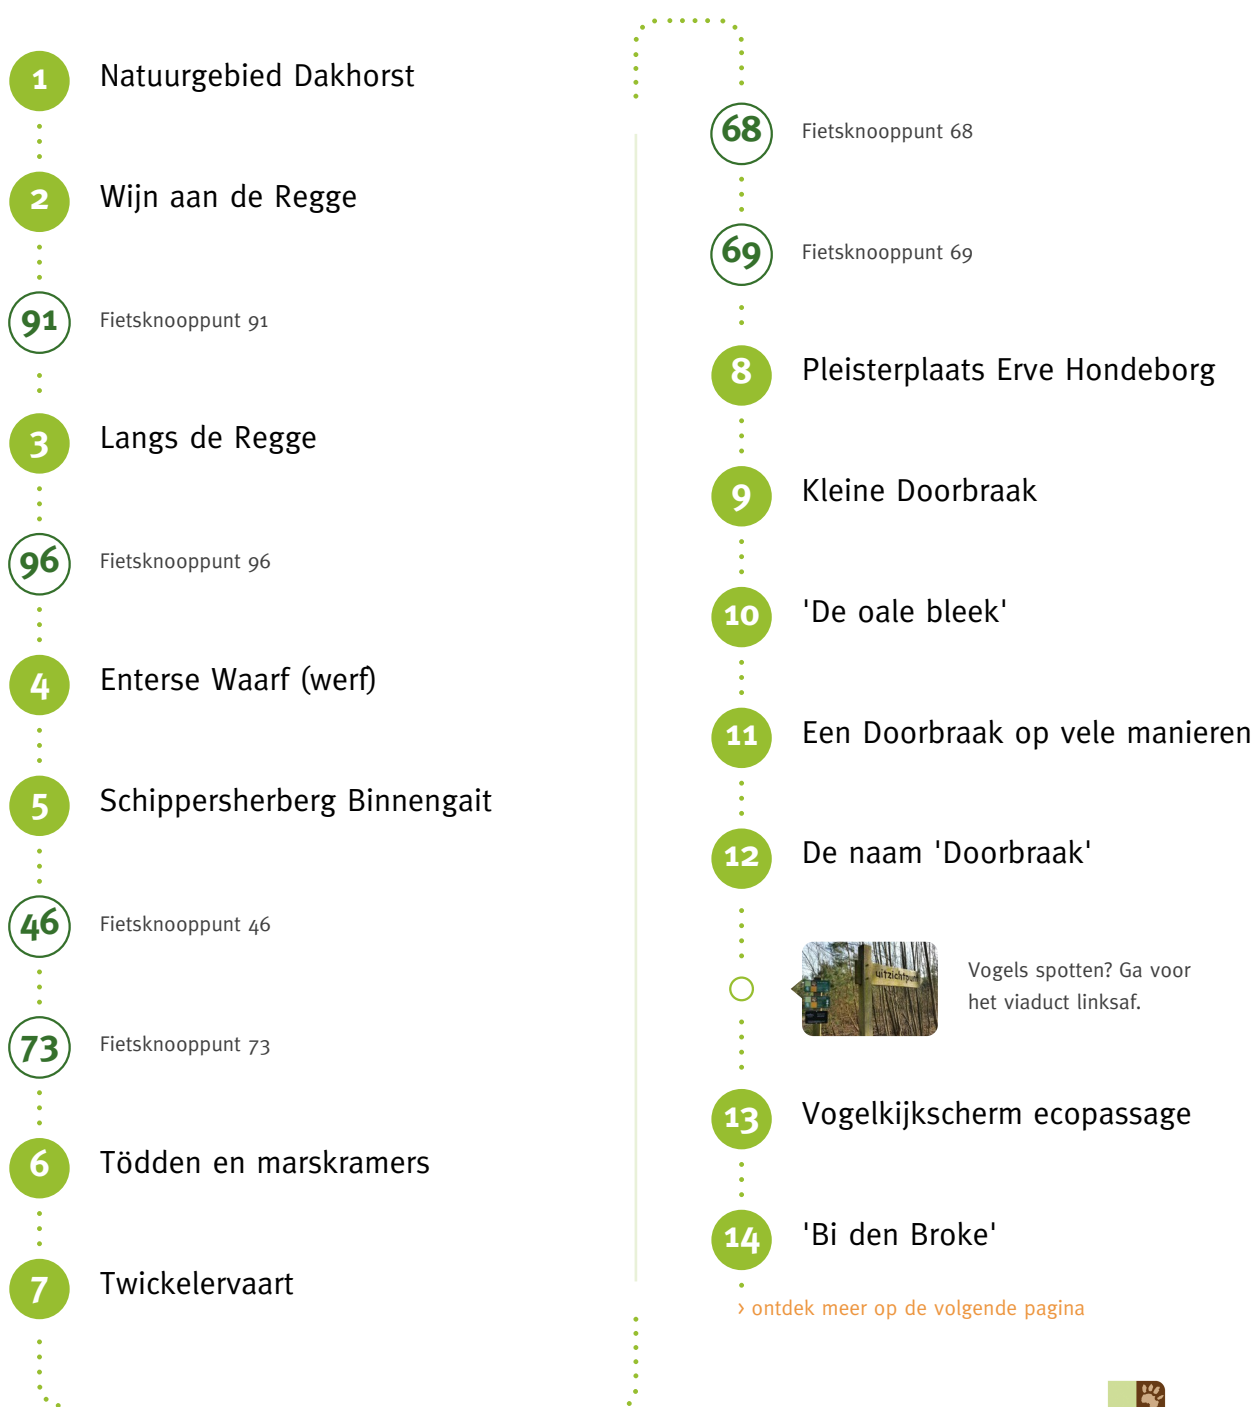 1 Natuurgebied Dakhorst
2 Wijn aan de Regge
91 Fietsknooppunt 91
3 Langs de Regge
96 Fietsknooppunt 96
4 Enterse Waarf (werf)
5 Schippersherberg Binnengait
46 Fietsknooppunt 46
73 Fietsknooppunt 73
6 Tödden en marskramers
7 Twickelervaart
68 Fietsknooppunt 68
69 Fietsknooppunt 69
8 Pleisterplaats Erve Hondeborg
9 Kleine Doorbraak
10 'De oale bleek'
11 Een Doorbraak op vele manieren
12 De naam 'Doorbraak'
uitzichtpunt
Vogels spotten? Ga voor
het viaduct linksaf.
13 Vogelkijkscherm ecopassage
14 'Bi den Broke'
› ontdek meer op de volgende pagina